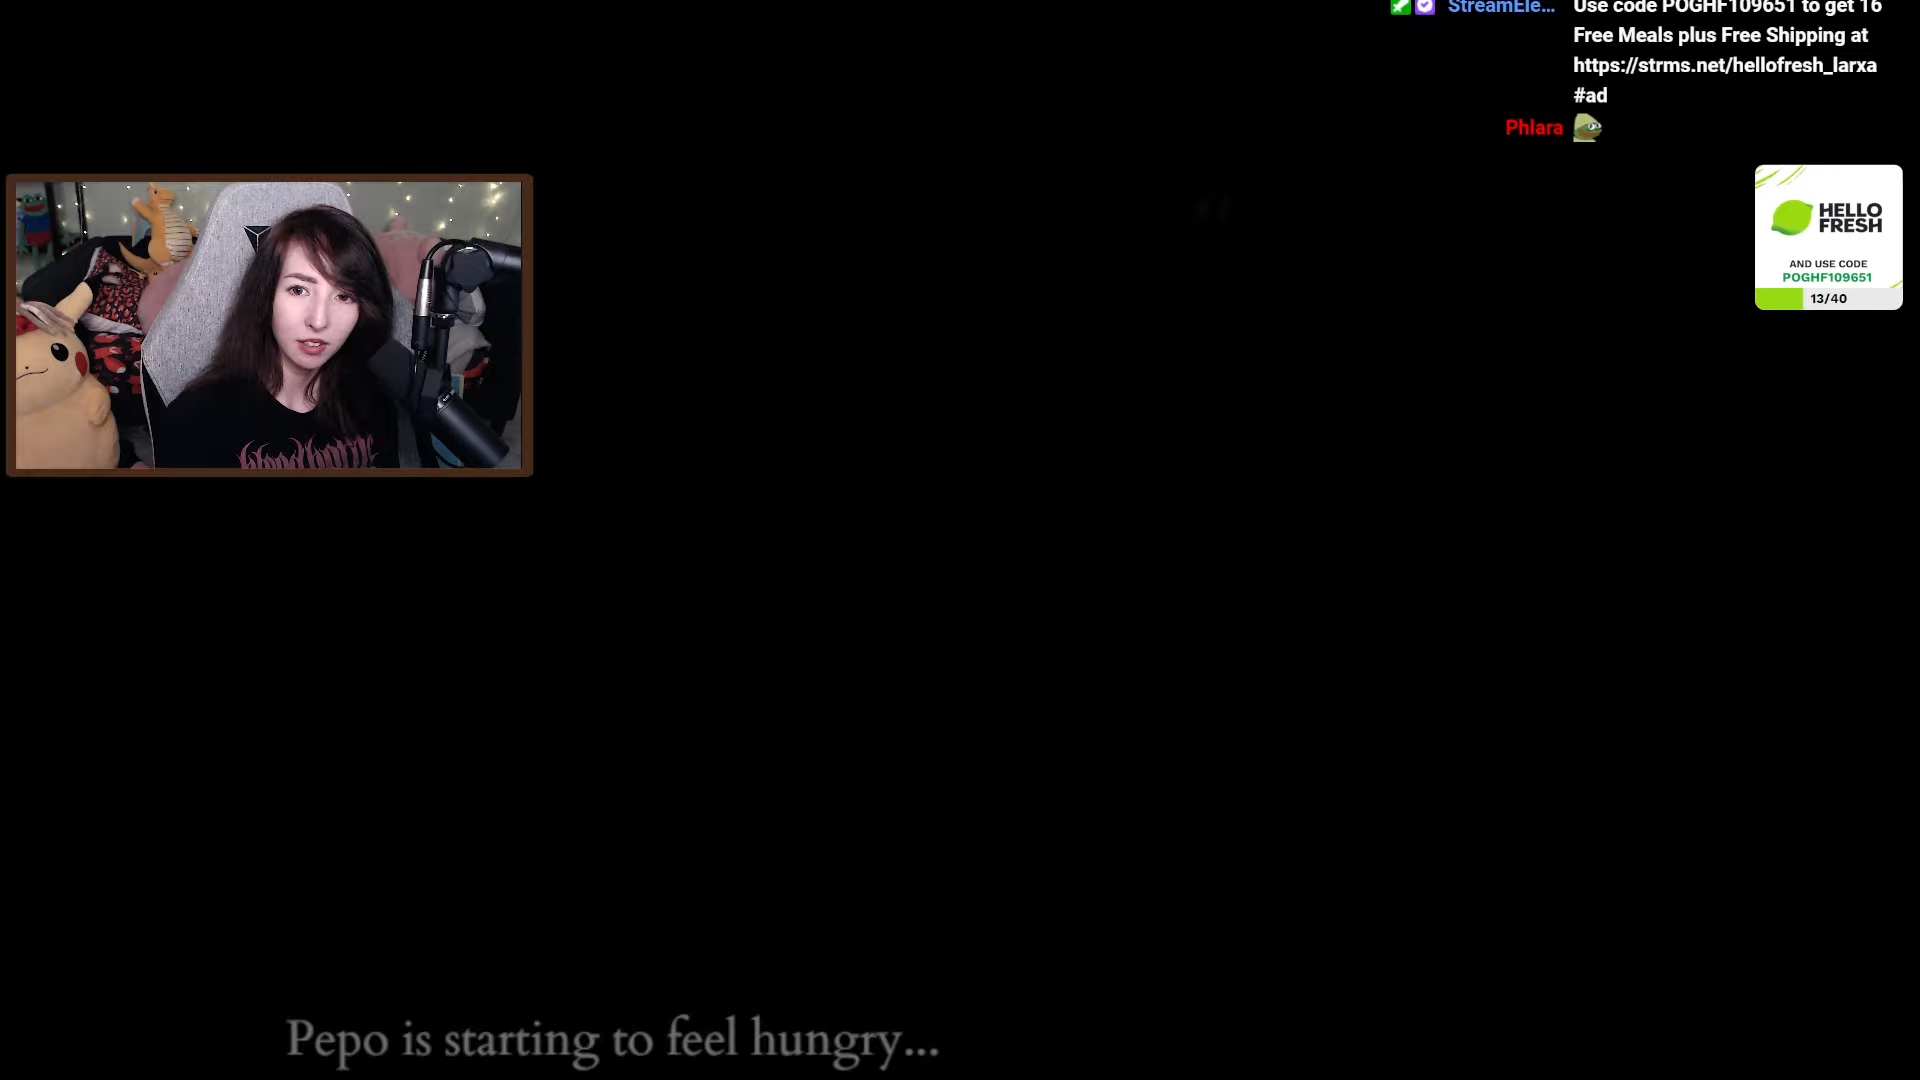 StreamEle...
Use code POGHF109651 to get 16
Free Meals plus Free Shipping at
https://strms.net/hellofresh_larxa
#ad
Phlara
HELLO
FRESH
AND USE CODE
POGHF109651
13/40
bloodborne
Pepo is starting to feel hungry...